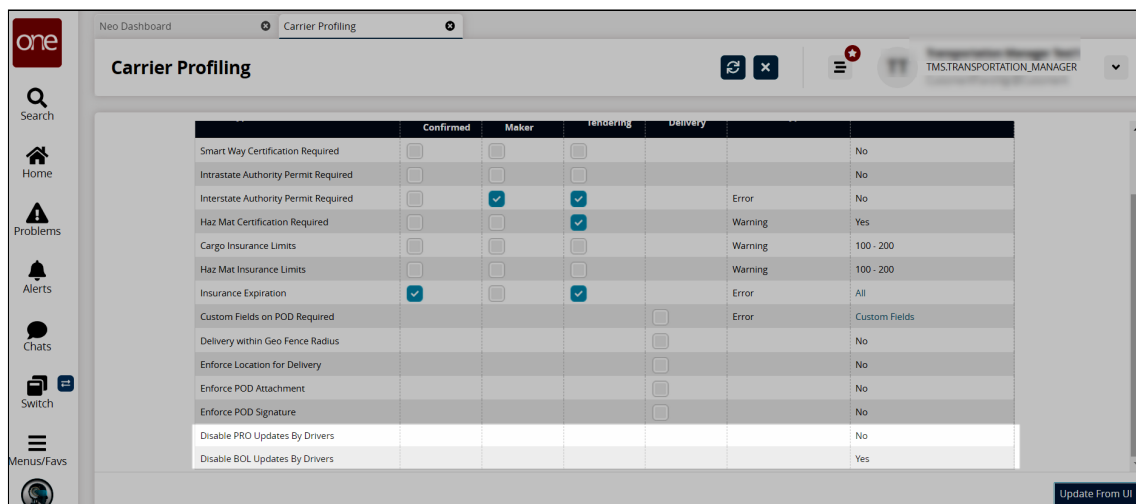 one
Neo Dashboard
Carrier Profiling
Carrier Profiling
TMS.TRANSPORTATION_MANAGER
Search
Home
Problems
Alerts
Chats
Switch
Menus/Favs
Confirmed Maker Tendering Delivery
Smart Way Certification Required No
Intrastate Authority Permit Required No
Interstate Authority Permit Required Error No
Haz Mat Certification Required Warning Yes
Cargo Insurance Limits Warning 100 - 200
Haz Mat Insurance Limits Warning 100 - 200
Insurance Expiration Error All
Custom Fields on POD Required Error Custom Fields
Delivery within Geo Fence Radius No
Enforce Location for Delivery No
Enforce POD Attachment No
Enforce POD Signature No
Disable PRO Updates By Drivers No
Disable BOL Updates By Drivers Yes
Update From UI